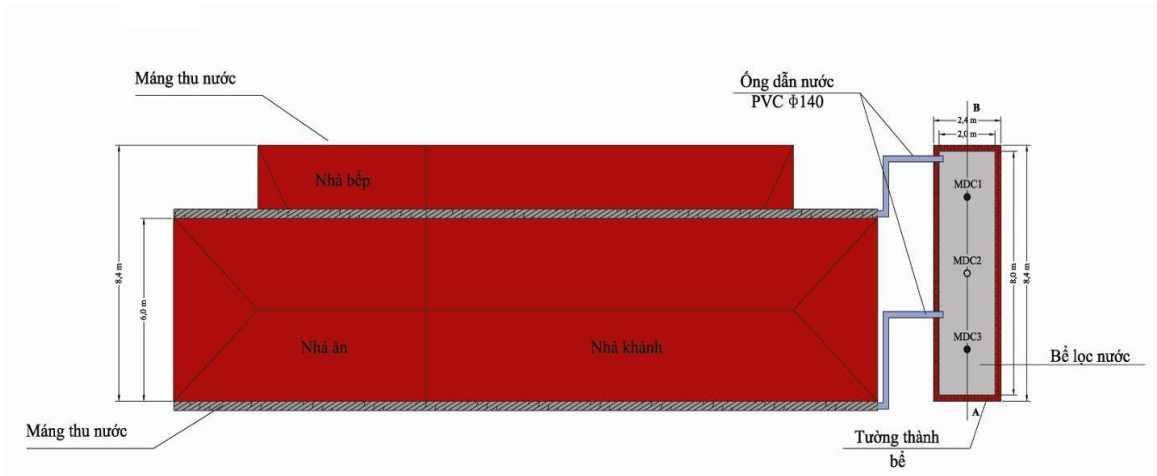 Máng thu nước
Ống dẫn nước
PVC Φ140
B
2,4 m
2,0 m
Nhà bếp
MDC1
8,4 m
6,0 m
MDC2
8,0 m
8,4 m
Nhà ăn
Nhà khánh
MDC3
Bể lọc nước
Máng thu nước
A
Tường thành
bể